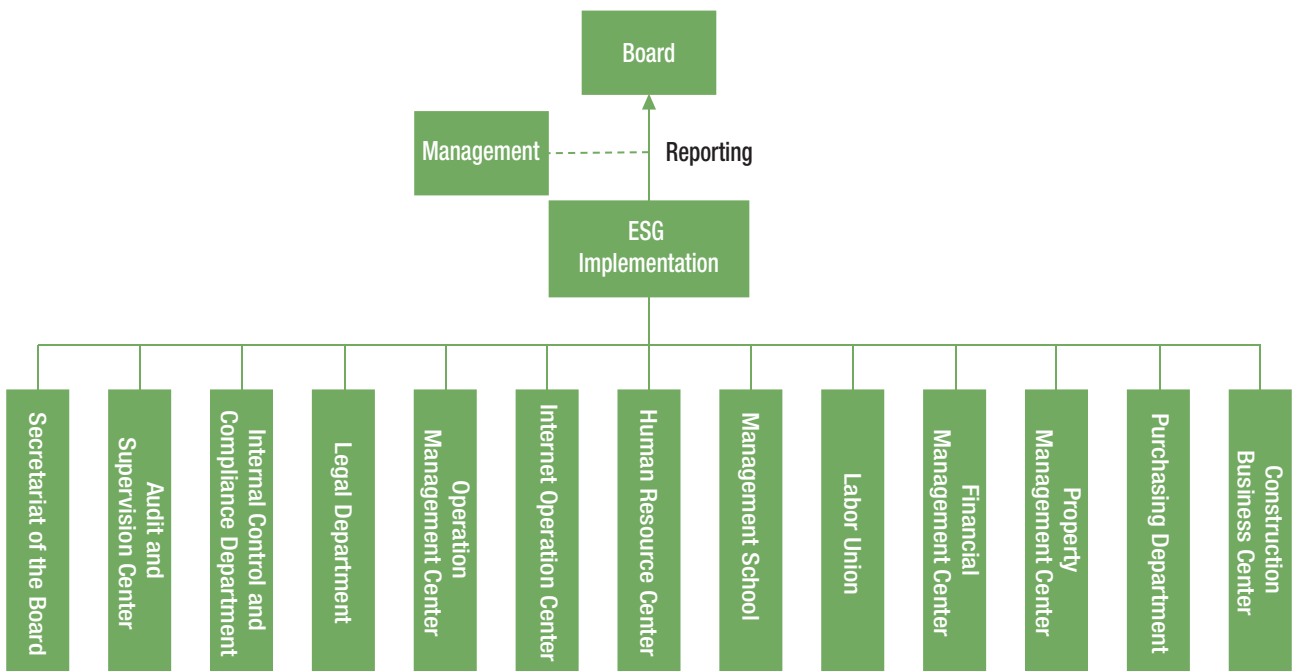 Board
Management
Reporting
ESG
Implementation
Secretariat of the Board
Audit and
Supervision Center
Internal Control and
Compliance Department
Legal Department
Operation
Management Center
Internet Operation Center
Human Resource Center
Management School
Labor Union
Financial
Management Center
Property
Management Center
Purchasing Department
Construction
Business Center